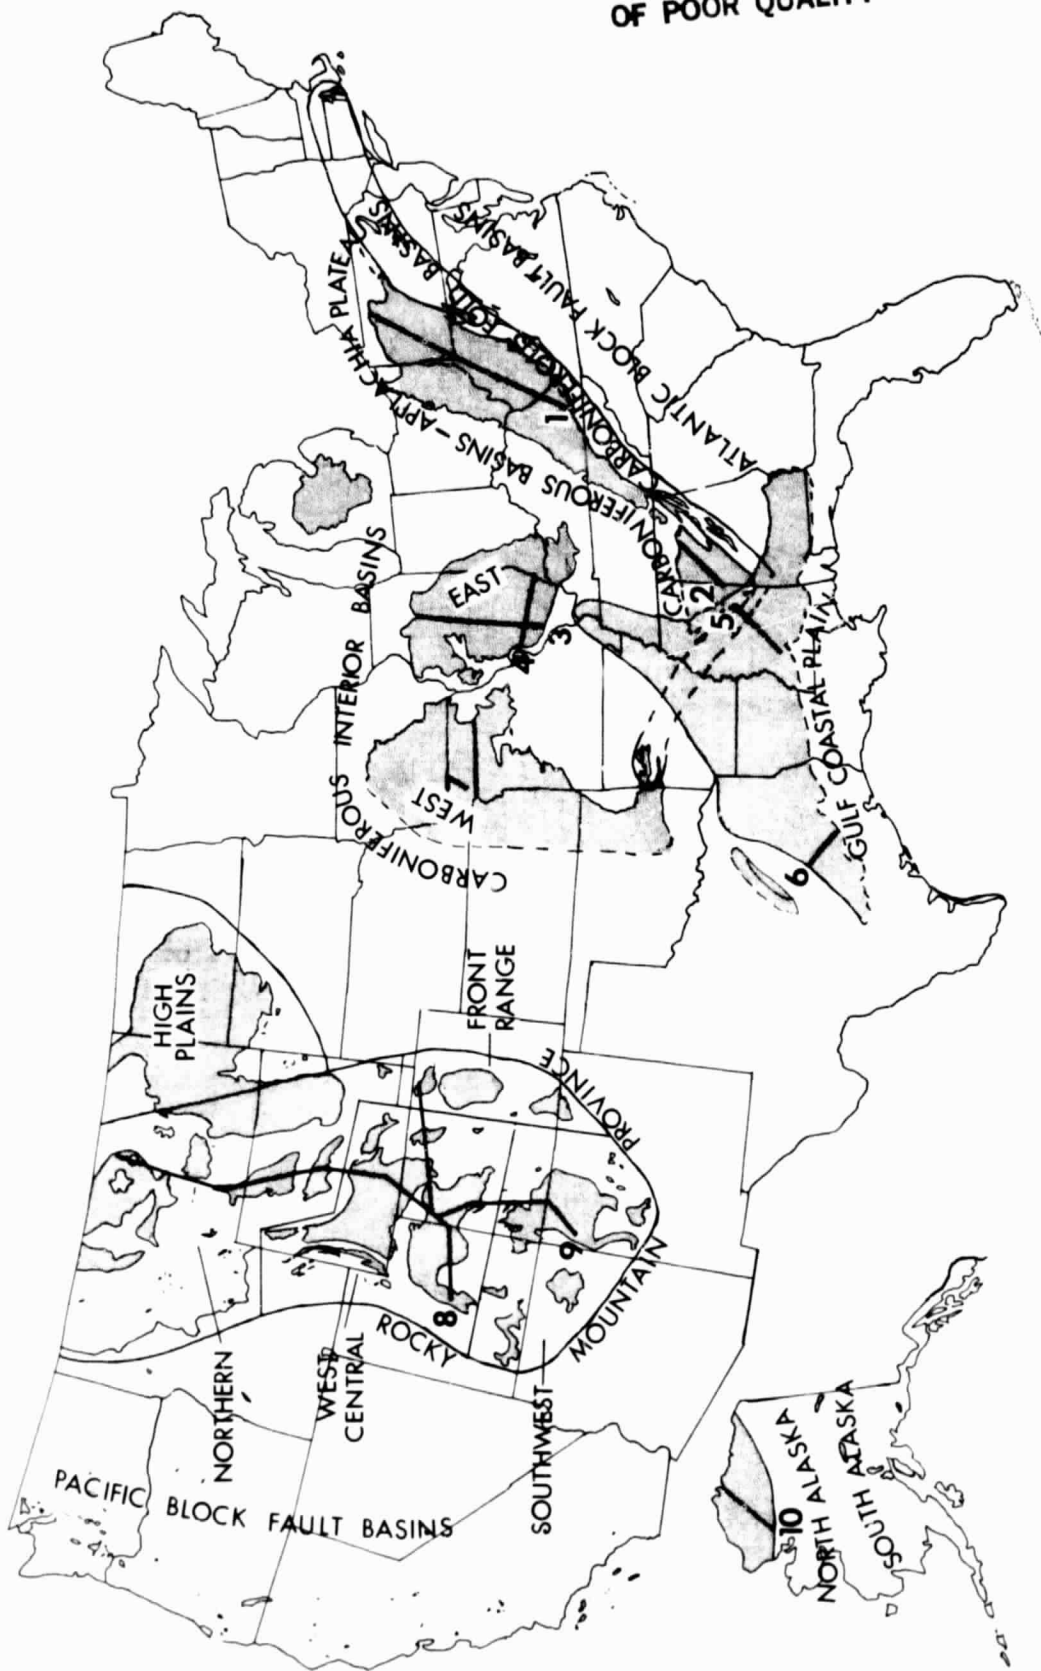 OF POOR QUALITY
PACIFIC BLOCK FAULT BASINS
NORTHERN
WEST
CENTRAL
SOUTHWEST
ROCKY
MOUNTAIN
PROVINCE
8
9
HIGH
PLAINS
FRONT
RANGE
CARBONIFEROUS INTERIOR BASINS
WEST
7
EAST
4
3
CARBONIFEROUS BASINS - APPLACHIA PLATEA
CARBONIFEROUS FOLD BASINS
ATLANTIC BLOCK FAULT BASINS
1
2
5
6
GULF COASTAL PLAIN
10
NORTH ALASKA
SOUTH ALASKA